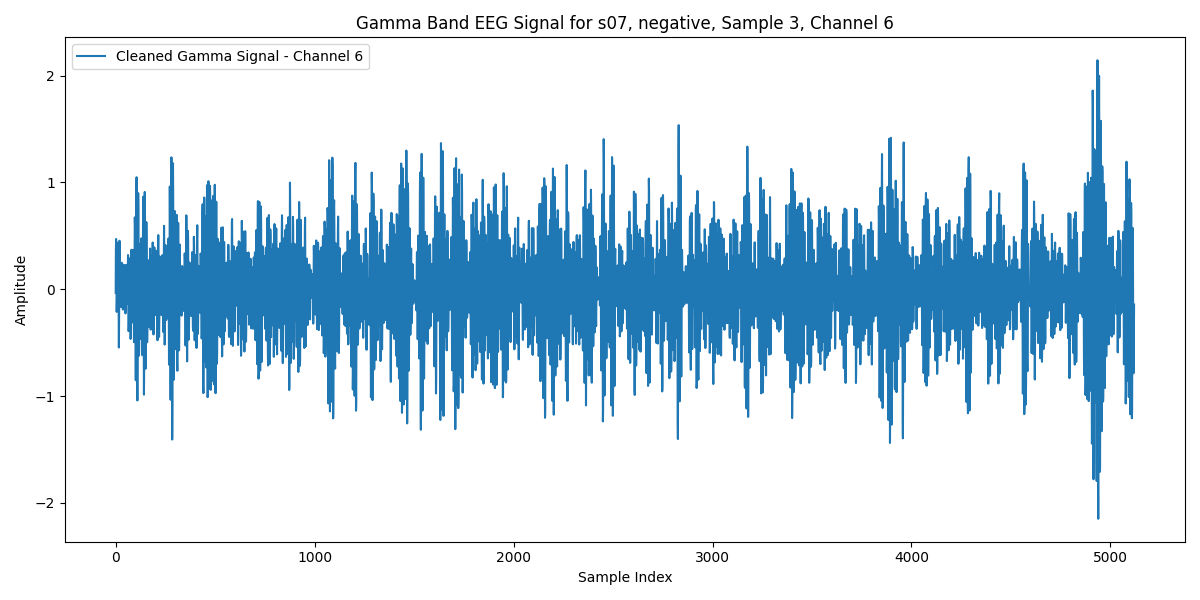 Gamma Band EEG Signal for s07, negative, Sample 3, Channel 6
Cleaned Gamma Signal - Channel 6
2
1
0
−1
−2
Amplitude
0 1000 2000 3000 4000 5000
Sample Index